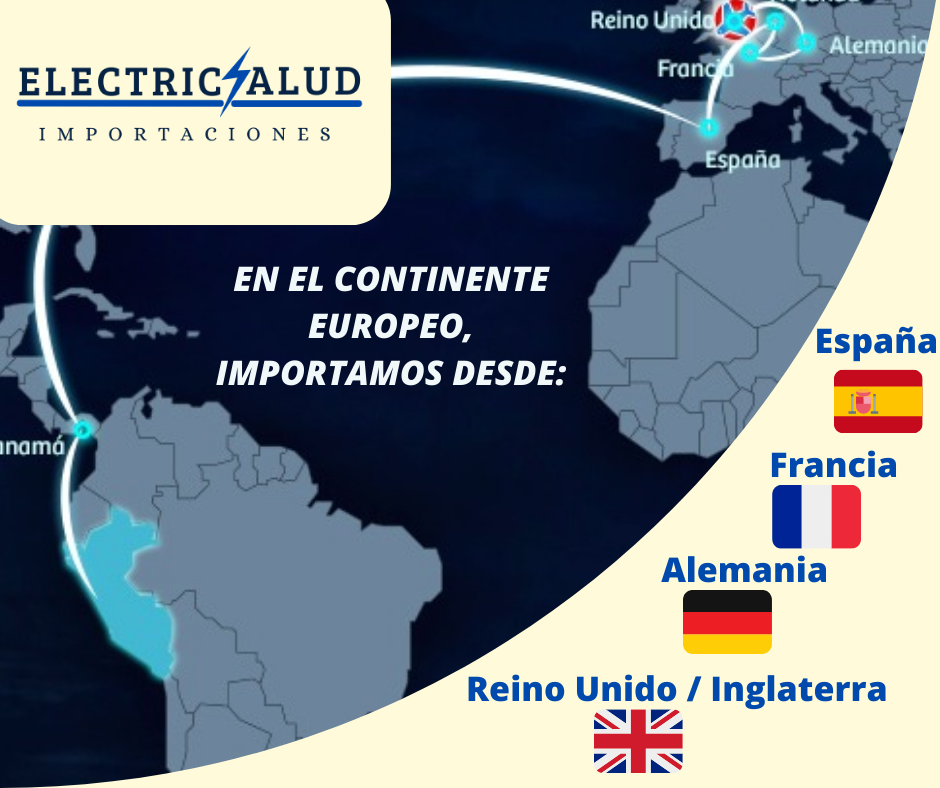 Reino Unido
Alemania
Francia
España
ELECTRICSALUD
IMPORTACIONES
EN EL CONTINENTE
EUROPEO,
IMPORTAMOS DESDE:
anamá
España
Francia
Alemania
Reino Unido / Inglaterra